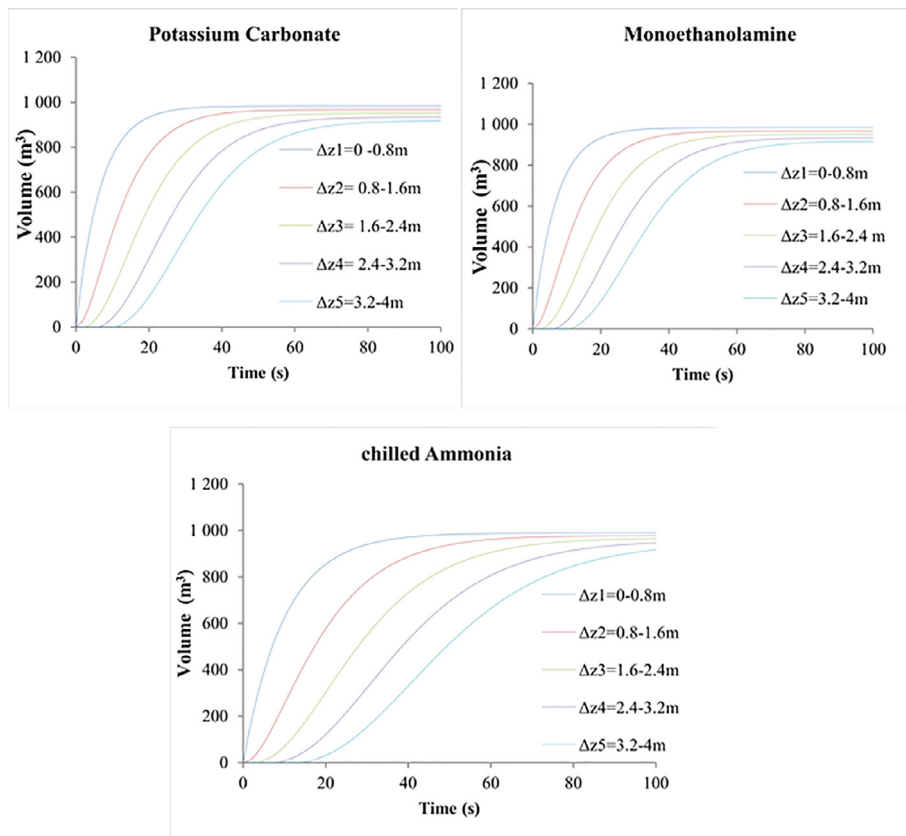 Potassium Carbonate
1 200
1 000
800
600
400
200
0
Volume (m³)
0 20 40 60 80 100
Time (s)
Δz1=0 -0.8m
Δz2= 0.8-1.6m
Δz3= 1.6-2.4m
Δz4= 2.4-3.2m
Δz5=3.2-4m
Monoethanolamine
1 200
1 000
800
600
400
200
0
Volume (m³)
0 20 40 60 80 100
Time (s)
Δz1=0-0.8m
Δz2=0.8-1.6m
Δz3=1.6-2.4 m
Δz4=2.4-3.2m
Δz5=3.2-4m
chilled Ammonia
1 200
1 000
800
600
400
200
0
Volume (m³)
0 20 40 60 80 100
Time (s)
Δz1=0-0.8m
Δz2=0.8-1.6m
Δz3=1.6-2.4m
Δz4=2.4-3.2m
Δz5=3.2-4m